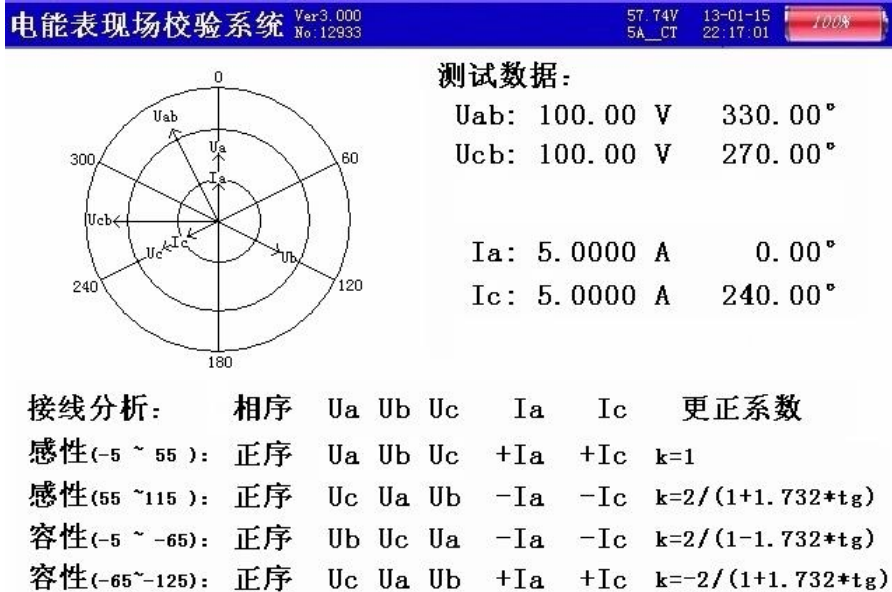 电能表现场校验系统 Ver3.000 No:12933 57.74V 5A__CT 13-01-15 22:17:01 100%
测试数据:
Uab: 100.00 V 330.00°
Ucb: 100.00 V 270.00°
Ia: 5.0000 A 0.00°
Ic: 5.0000 A 240.00°
0
Uab
Ua
300
60
Ia
Ucb
Uc
Ic
Ub
240
120
180
接线分析: 相序 Ua Ub Uc Ia Ic 更正系数
感性(-5 ~ 55 ): 正序 Ua Ub Uc +Ia +Ic k=1
感性(55 ~115 ): 正序 Uc Ua Ub -Ia -Ic k=2/(1+1.732*tg)
容性(-5 ~ -65): 正序 Ub Uc Ua -Ia -Ic k=2/(1-1.732*tg)
容性(-65~-125): 正序 Uc Ua Ub +Ia +Ic k=-2/(1+1.732*tg)